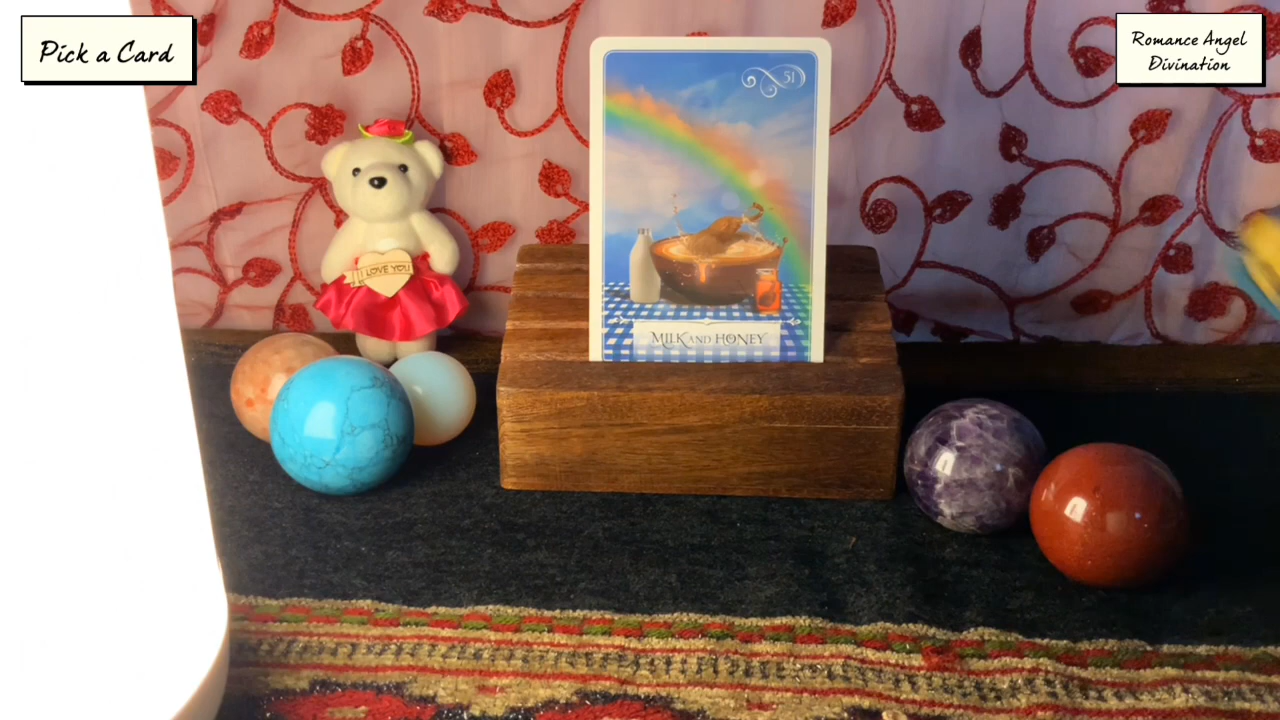 Pick a Card
Romance Angel
Divination
51
I LOVE YOU
MILK AND HONEY